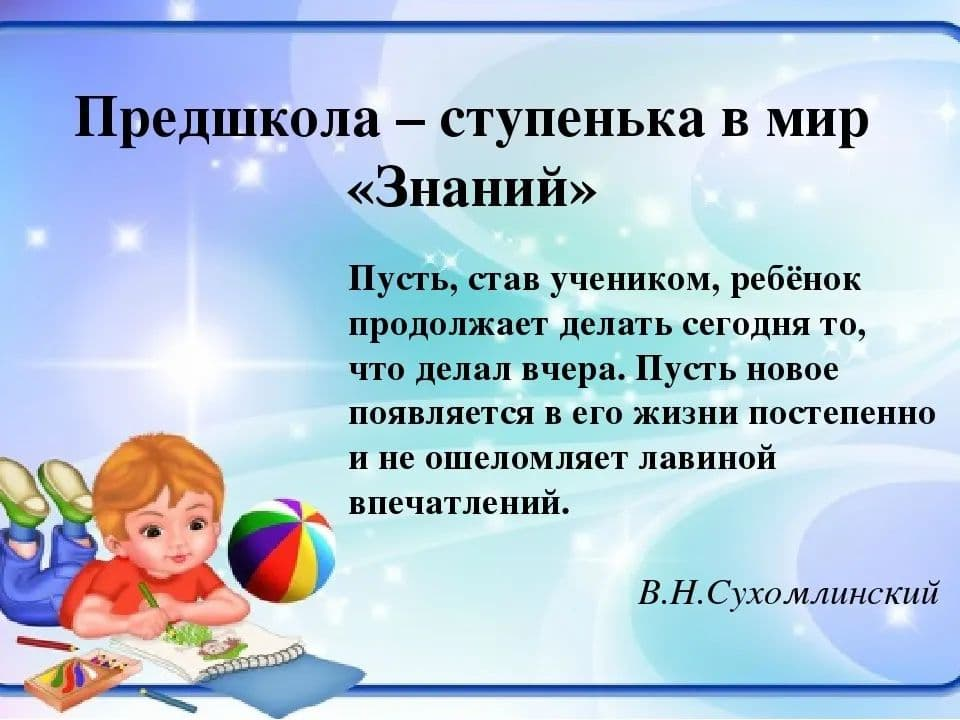 Предшкола – ступенька в мир
«Знаний»
Пусть, став учеником, ребёнок
продолжает делать сегодня то,
что делал вчера. Пусть новое
появляется в его жизни постепенно
и не ошеломляет лавиной
впечатлений.
В.Н.Сухомлинский